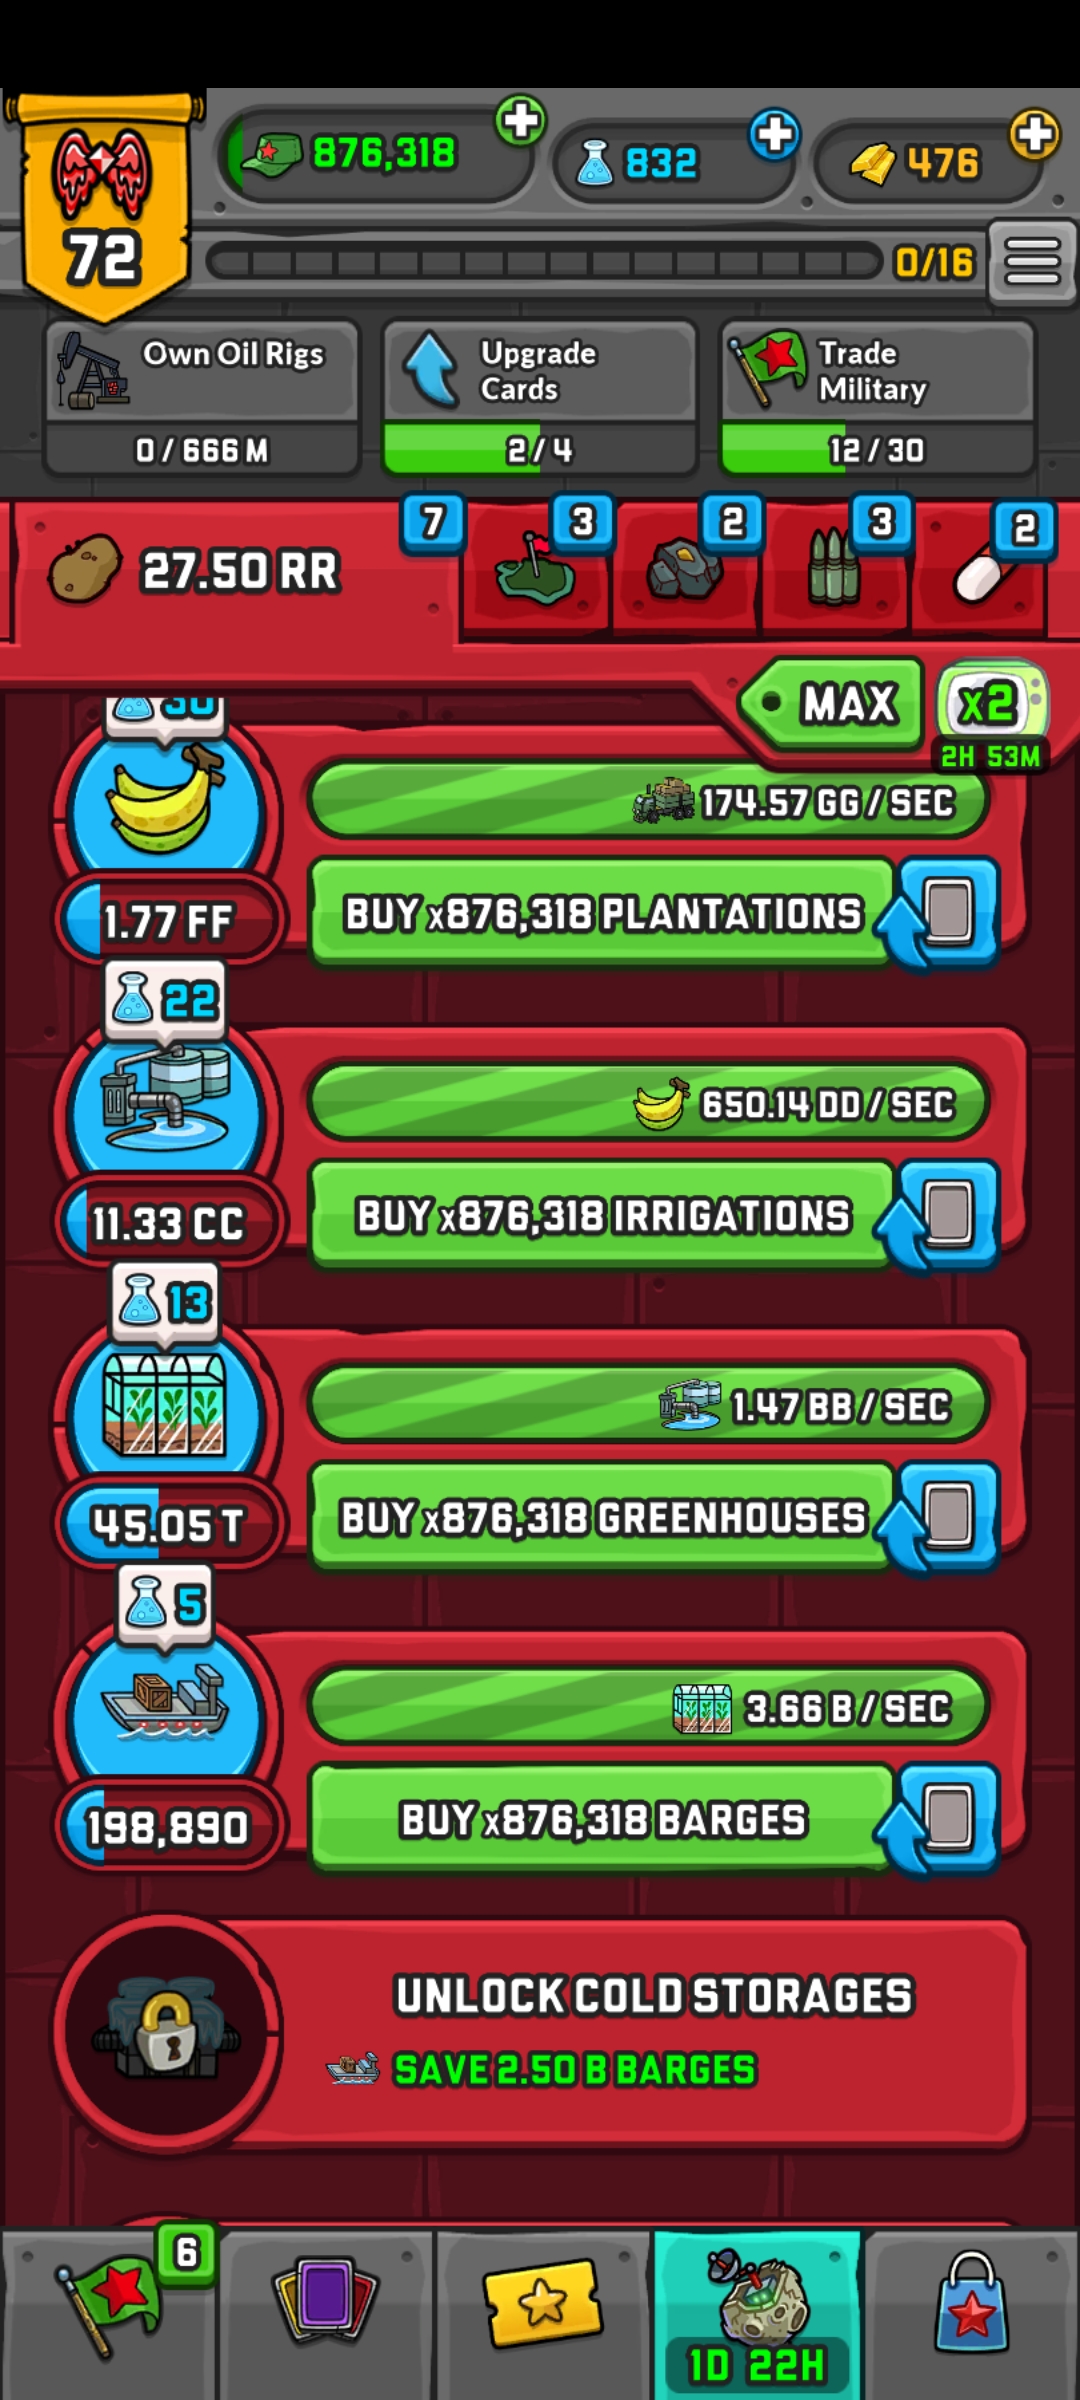 876,318
832
476
72
0/16
Own Oil Rigs
0 / 666 M
Upgrade
Cards
2 / 4
Trade
Military
12 / 30
27.50 RR
7
3
2
3
2
MAX
x2
2H 53M
30
174.57 GG / SEC
1.77 FF
BUY x876,318 PLANTATIONS
22
650.14 DD / SEC
11.33 CC
BUY x876,318 IRRIGATIONS
13
1.47 BB / SEC
45.05 T
BUY x876,318 GREENHOUSES
5
3.66 B / SEC
198,890
BUY x876,318 BARGES
UNLOCK COLD STORAGES
SAVE 2.50 B BARGES
6
1D 22H